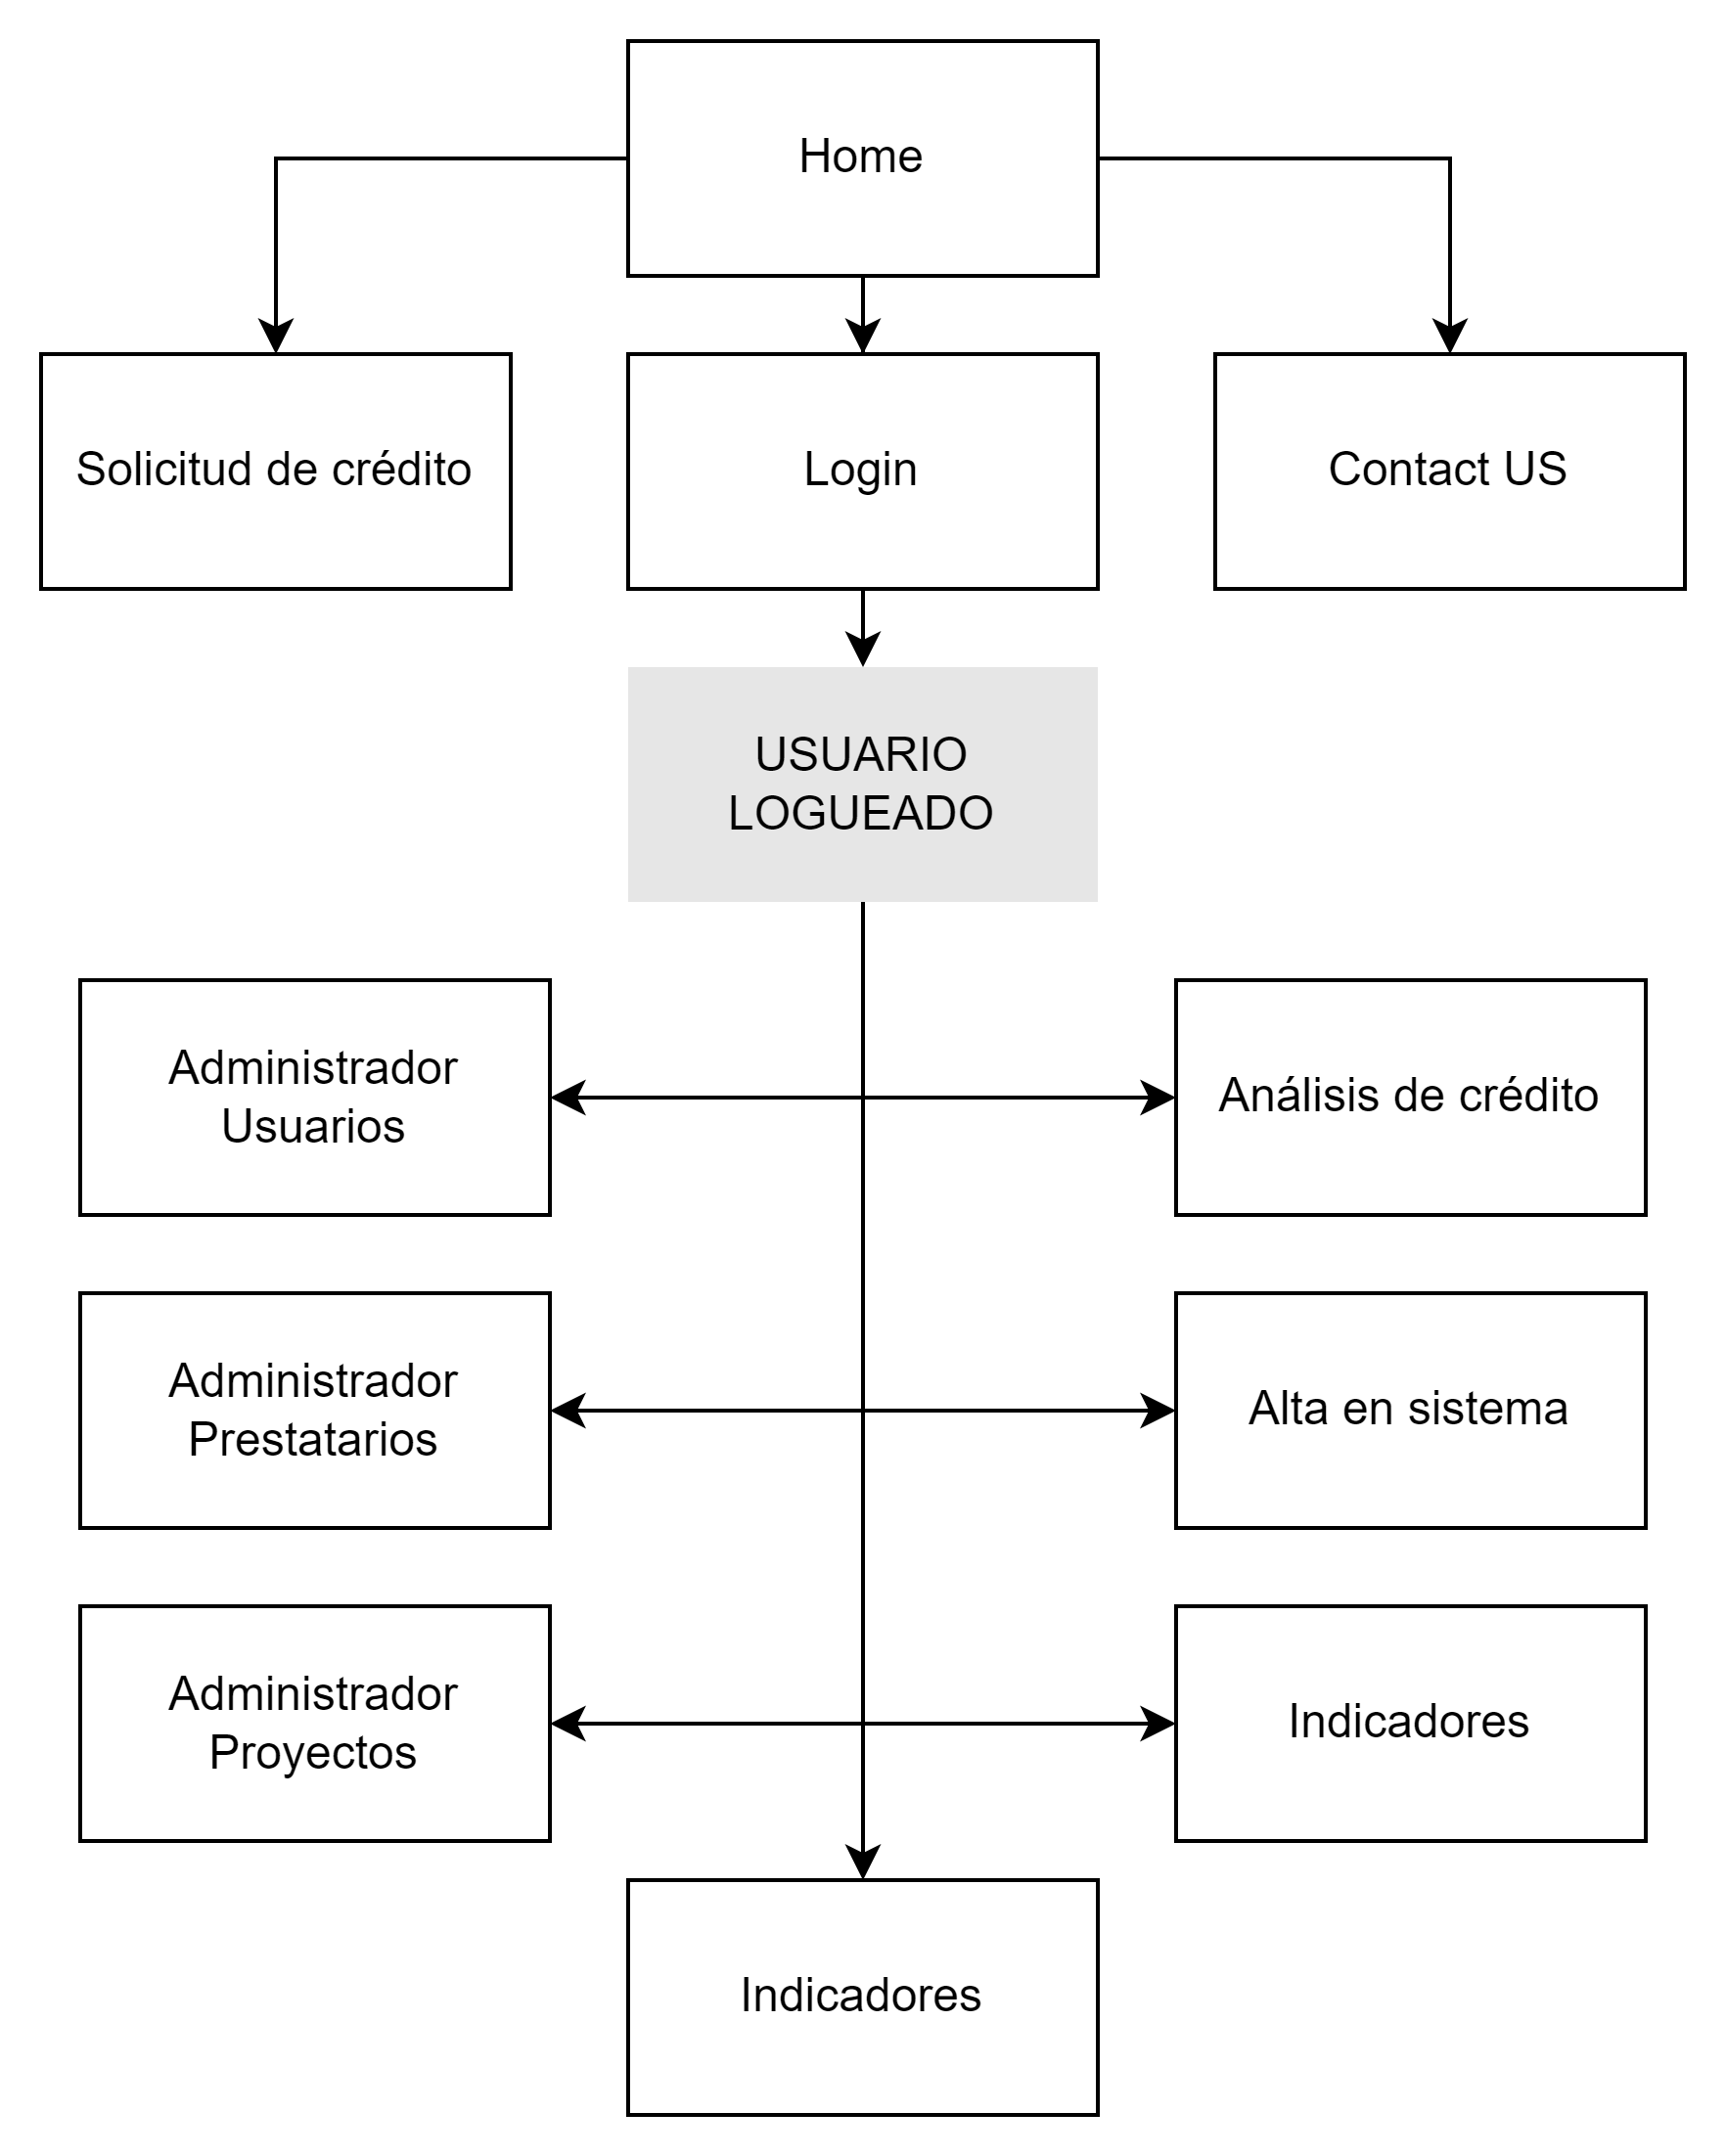 Home
Solicitud de crédito
Login
Contact US
USUARIO
LOGUEADO
Administrador
Usuarios
Análisis de crédito
Administrador
Prestatarios
Alta en sistema
Administrador
Proyectos
Indicadores
Indicadores